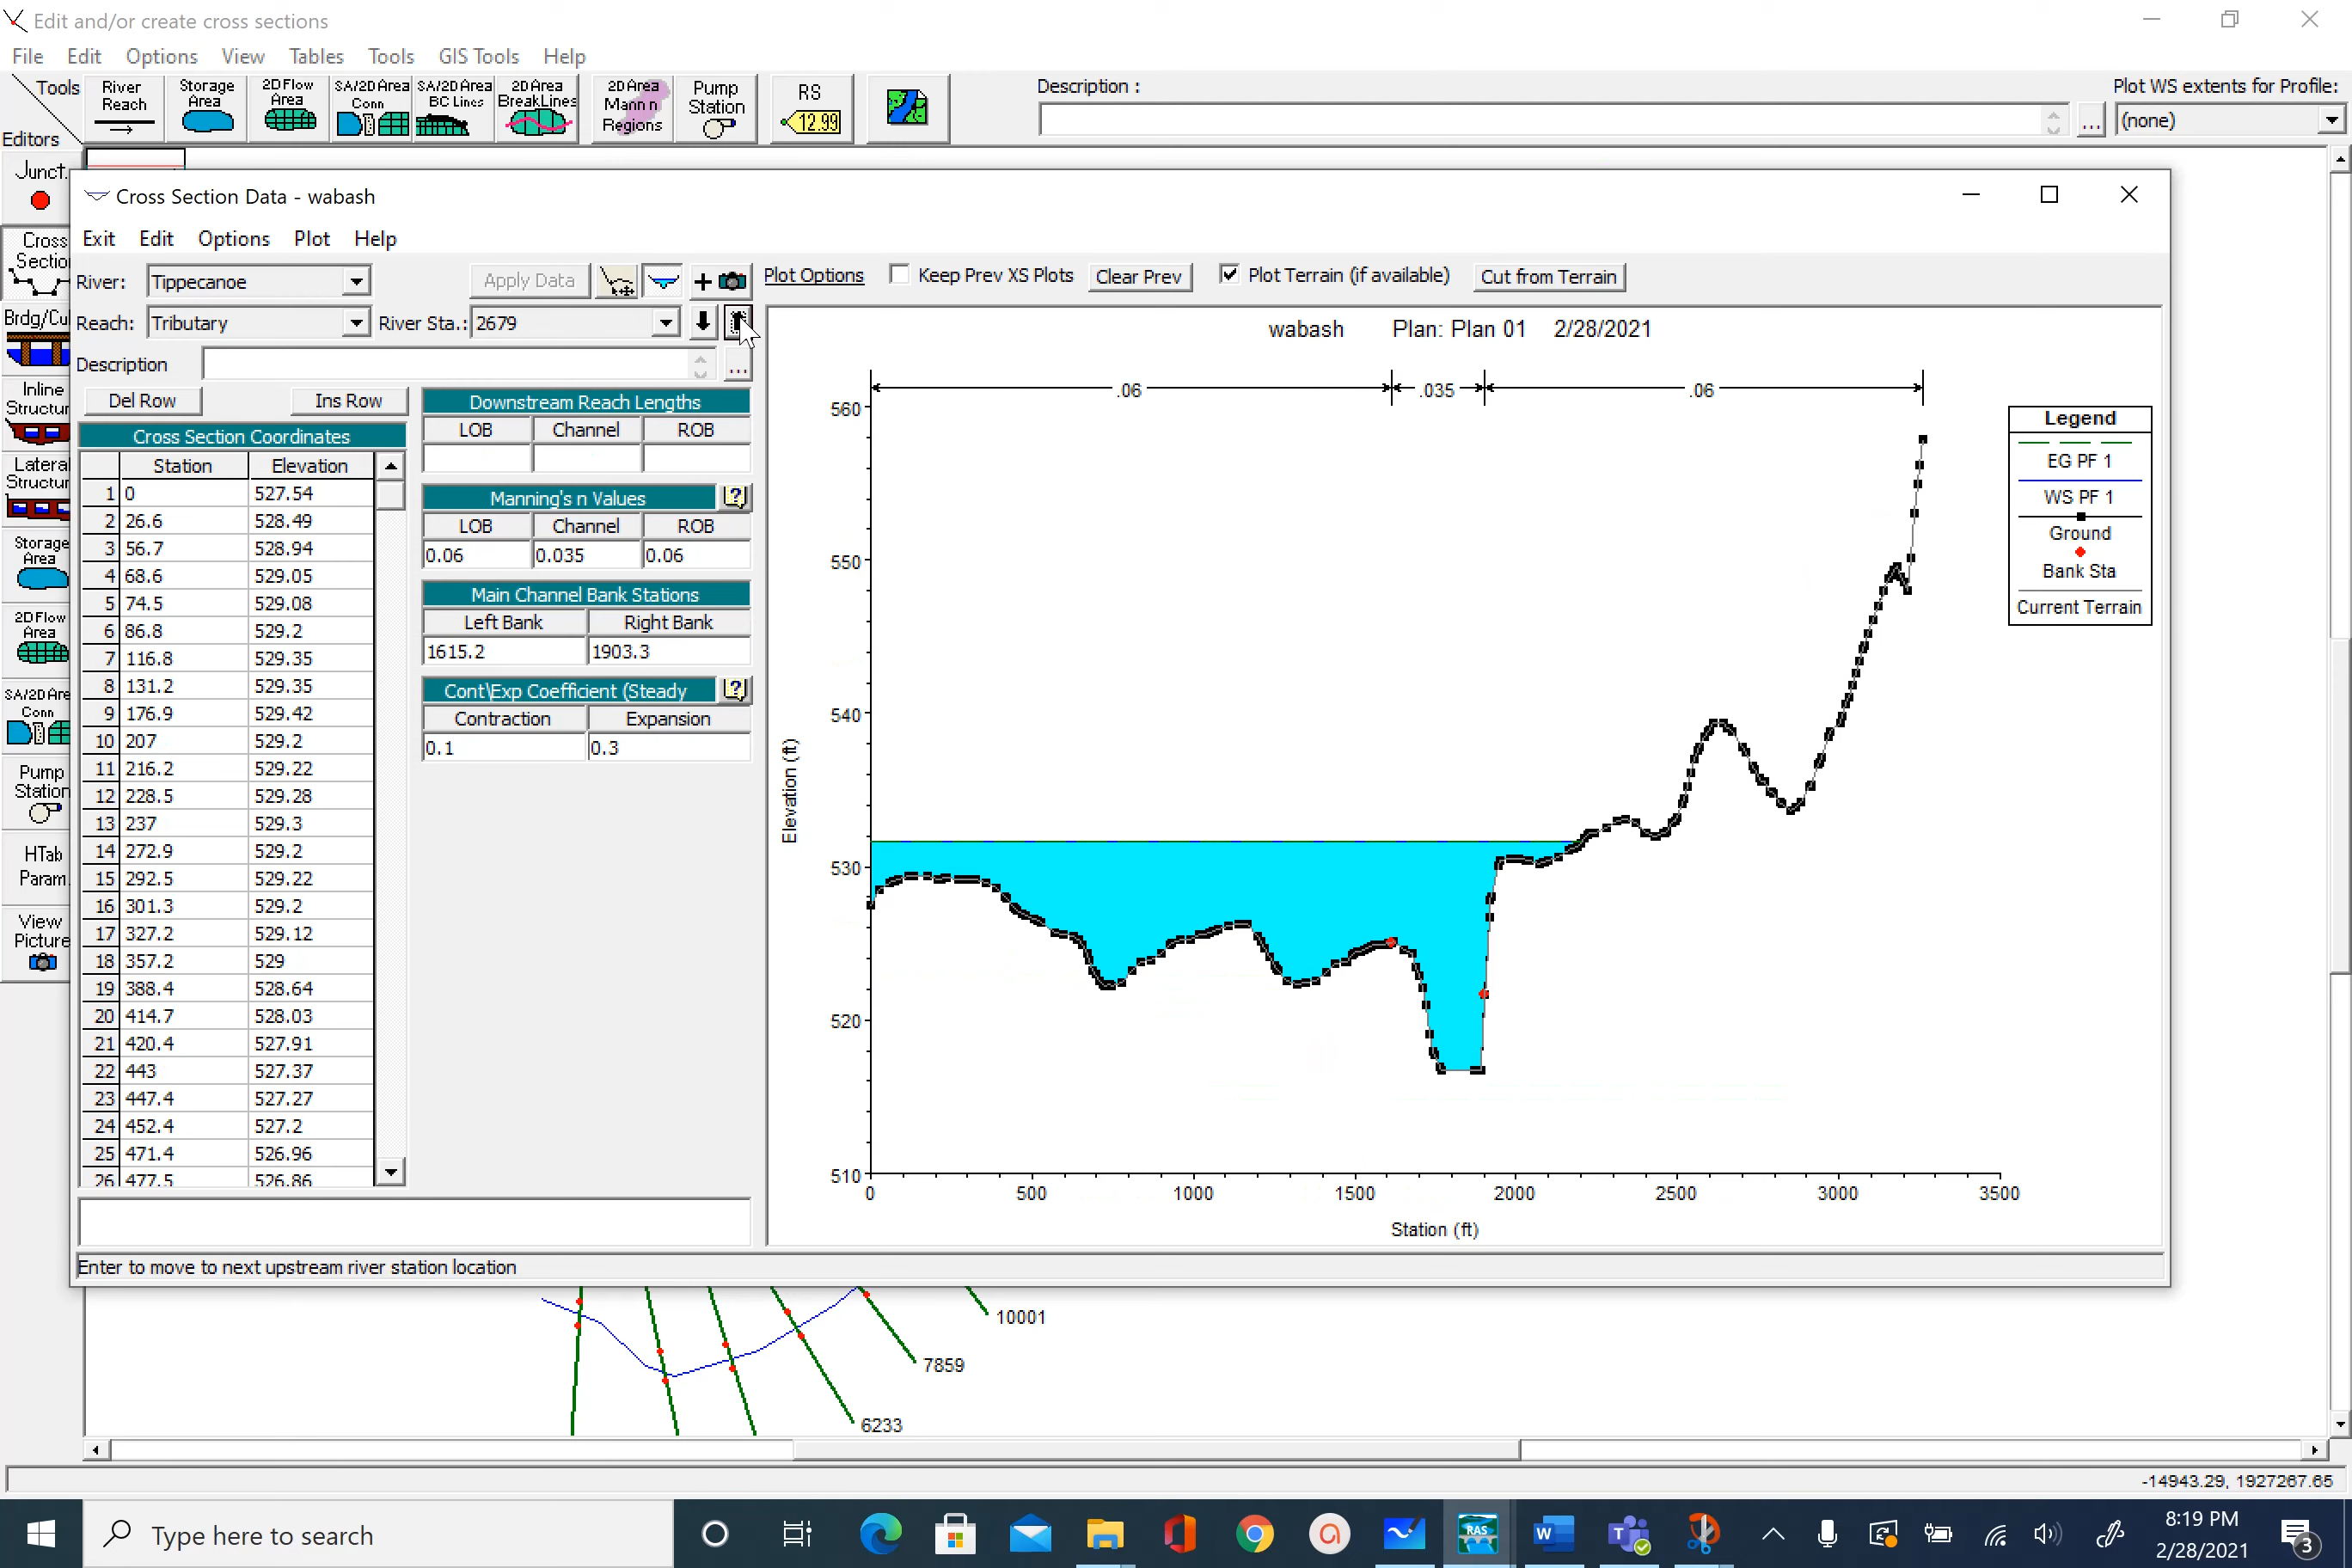 Edit and/or create cross sections
File Edit Options View Tables Tools GIS Tools Help
Tools
Editors
River Reach
Storage Area
2D Flow Area
SA/2D Area Conn
SA/2D Area BC Lines
2D Area BreakLines
2D Area Mann n Regions
Pump Station
RS
12.99
Description :
...
Plot WS extents for Profile:
(none)
Junct.
Cross
Sectio
Brdg/Cul
Inline
Structur
Lateral
Structur
Storage
Area
2D Flow
Area
SA/2D Are
Conn
Pump
Station
HTab
Param.
View
Picture
Cross Section Data - wabash
Exit Edit Options Plot Help
River: Tippecanoe
Apply Data
Plot Options
Keep Prev XS Plots
Clear Prev
Plot Terrain (if available)
Cut from Terrain
Reach: Tributary
River Sta.: 2679
Description
...
Del Row
Ins Row
Cross Section Coordinates
Station Elevation
1 0 527.54
2 26.6 528.49
3 56.7 528.94
4 68.6 529.05
5 74.5 529.08
6 86.8 529.2
7 116.8 529.35
8 131.2 529.35
9 176.9 529.42
10 207 529.2
11 216.2 529.22
12 228.5 529.28
13 237 529.3
14 272.9 529.2
15 292.5 529.22
16 301.3 529.2
17 327.2 529.12
18 357.2 529
19 388.4 528.64
20 414.7 528.03
21 420.4 527.91
22 443 527.37
23 447.4 527.27
24 452.4 527.2
25 471.4 526.96
26 477.5 526.86
Downstream Reach Lengths
LOB Channel ROB
Manning's n Values
LOB Channel ROB
0.06 0.035 0.06
Main Channel Bank Stations
Left Bank Right Bank
1615.2 1903.3
Cont\Exp Coefficient (Steady
Contraction Expansion
0.1 0.3
wabash Plan: Plan 01 2/28/2021
.06 .035 .06
560
550
540
530
520
510
Elevation (ft)
0 500 1000 1500 2000 2500 3000 3500
Station (ft)
Legend
EG PF 1
WS PF 1
Ground
Bank Sta
Current Terrain
Enter to move to next upstream river station location
10001
7859
6233
-14943.29, 1927267.65
Type here to search
RAS
8:19 PM
2/28/2021
3